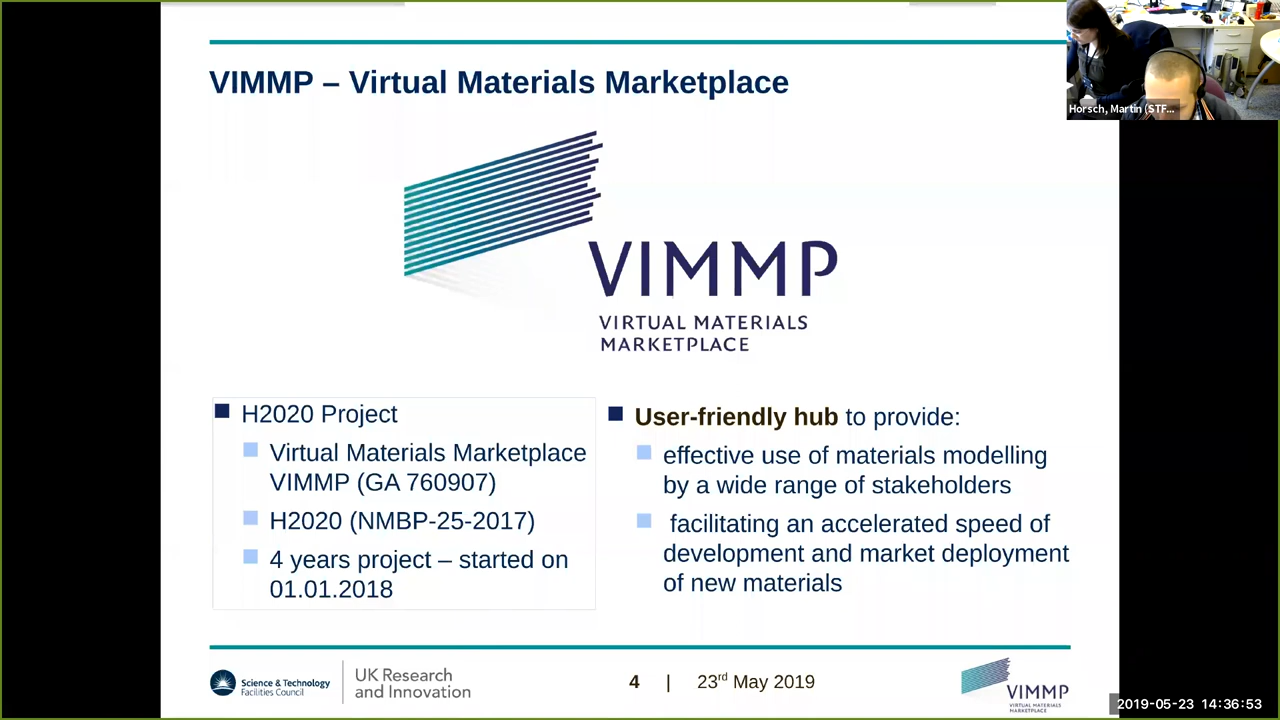 VIMMP – Virtual Materials Marketplace
Horsch, Martin (STF...
VIMMP
VIRTUAL MATERIALS
MARKETPLACE
H2020 Project
Virtual Materials Marketplace
VIMMP (GA 760907)
H2020 (NMBP-25-2017)
4 years project – started on
01.01.2018
User-friendly hub to provide:
effective use of materials modelling
by a wide range of stakeholders
facilitating an accelerated speed of
development and market deployment
of new materials
Science & Technology
Facilities Council
UK Research
and Innovation
4 | 23rd May 2019
VIMMP
VIRTUAL MATERIALS
MARKETPLACE
2019-05-23 14:36:53